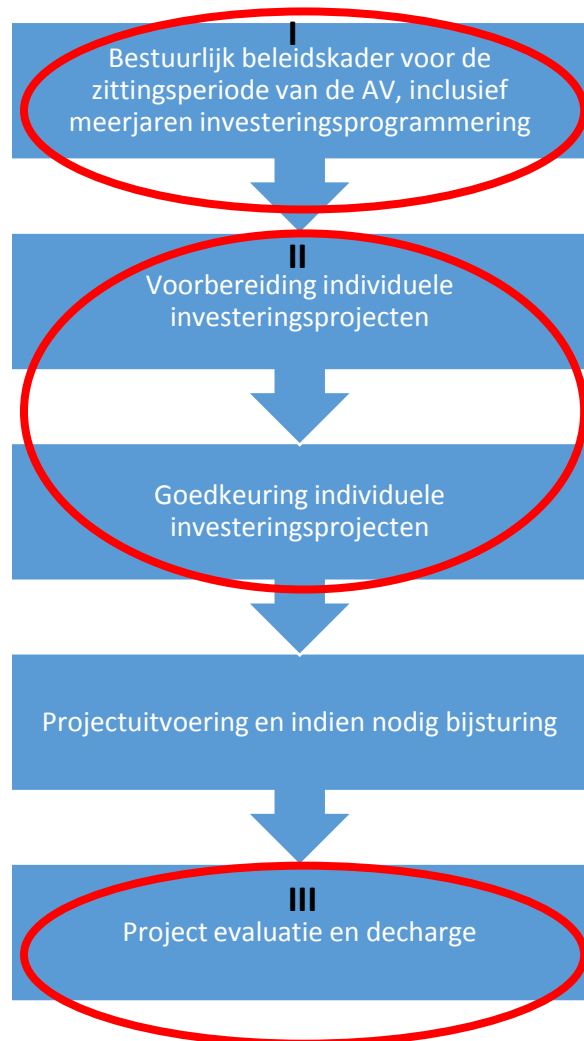 I
Bestuurlijk beleidskader voor de
zittingsperiode van de AV, inclusief
meerjaren investeringsprogrammering
II
Voorbereiding individuele
investeringsprojecten
Goedkeuring individuele
investeringsprojecten
Projectuitvoering en indien nodig bijsturing
III
Project evaluatie en decharge